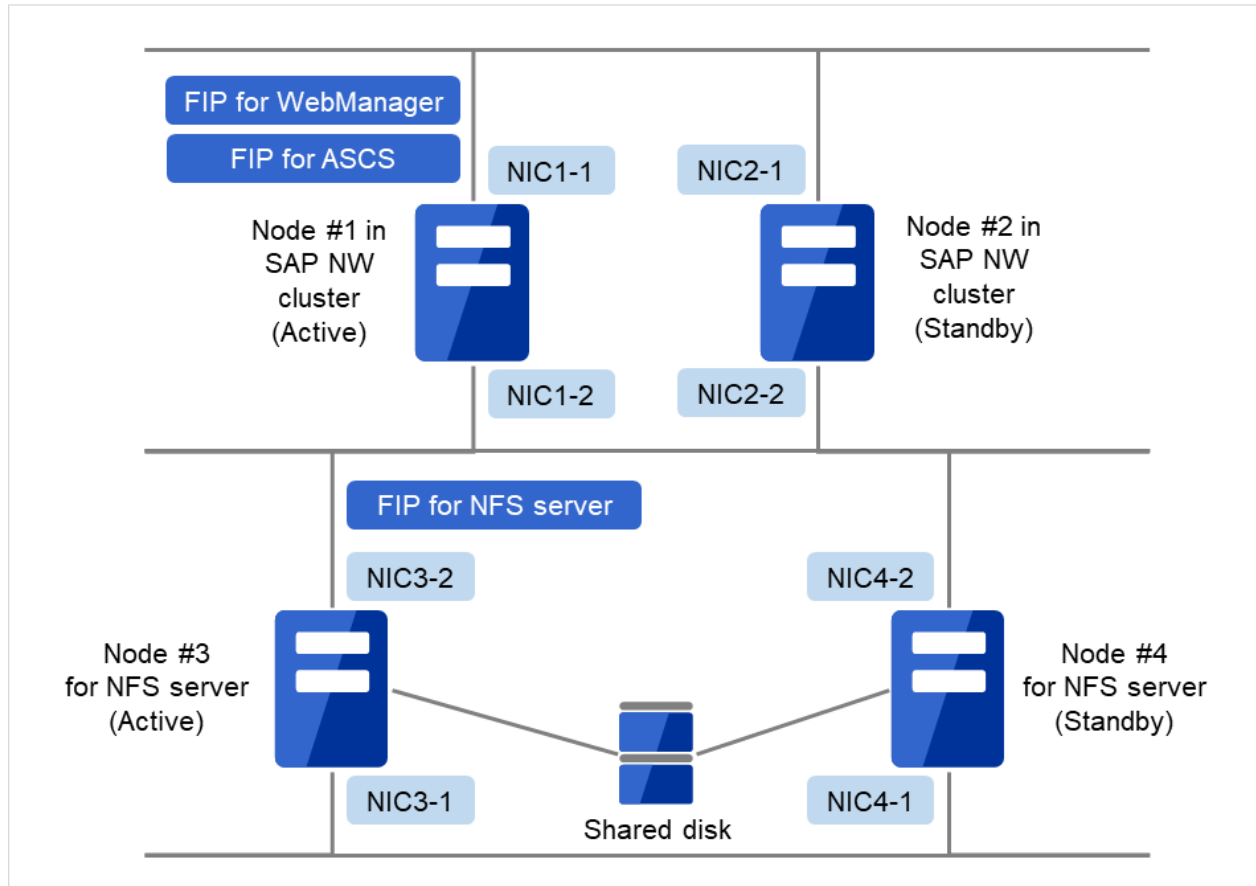 FIP for WebManager
FIP for ASCS
NIC1-1
NIC2-1
Node #1 in
SAP NW
cluster
(Active)
Node #2 in
SAP NW
cluster
(Standby)
NIC1-2
NIC2-2
FIP for NFS server
NIC3-2
NIC4-2
Node #3
for NFS server
(Active)
Node #4
for NFS server
(Standby)
NIC3-1
NIC4-1
Shared disk